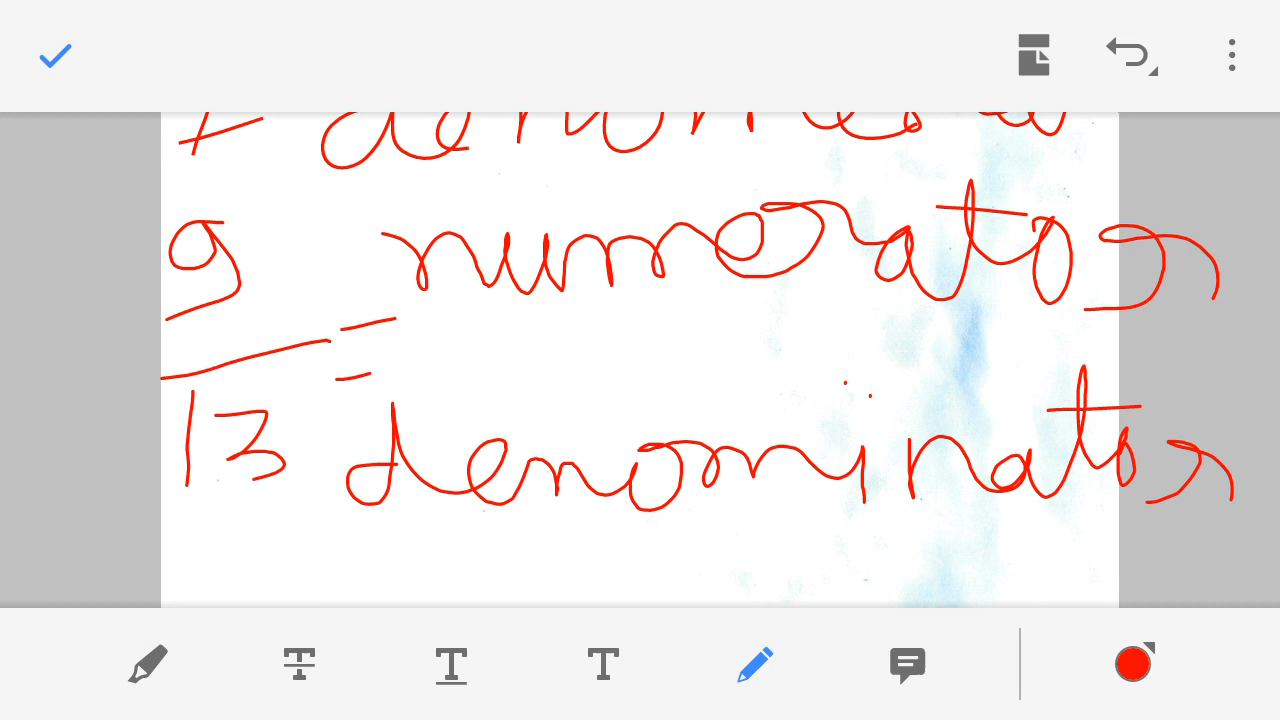 9 numerator
=
13 denominator